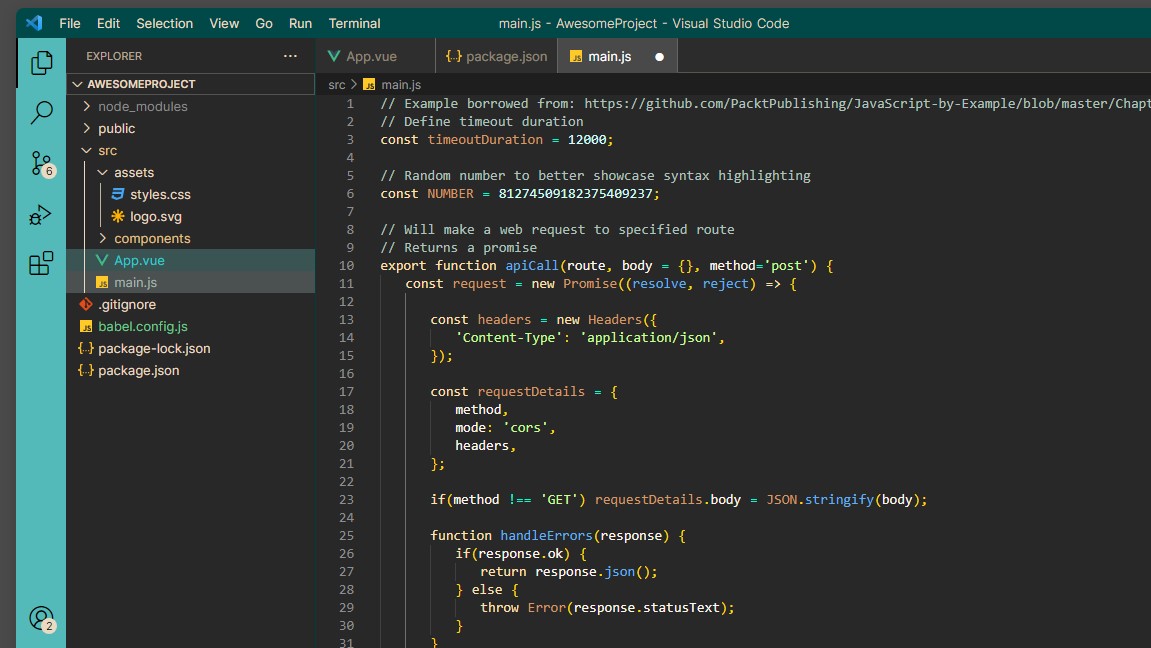 File Edit Selection View Go Run Terminal main.js - AwesomeProject - Visual Studio Code
EXPLORER ···
AWESOMEPROJECT
node_modules
public
src
assets
styles.css
logo.svg
components
App.vue
main.js
.gitignore
babel.config.js
package-lock.json
package.json
6
2
App.vue {..} package.json JS main.js
src > JS main.js
1 // Example borrowed from: https://github.com/PacktPublishing/JavaScript-by-Example/blob/master/Chapt
2 // Define timeout duration
3 const timeoutDuration = 12000;
4
5 // Random number to better showcase syntax highlighting
6 const NUMBER = 81274509182375409237;
7
8 // Will make a web request to specified route
9 // Returns a promise
10 export function apiCall(route, body = {}, method='post') {
11 const request = new Promise((resolve, reject) => {
12
13 const headers = new Headers({
14 'Content-Type': 'application/json',
15 });
16
17 const requestDetails = {
18 method,
19 mode: 'cors',
20 headers,
21 };
22
23 if(method !== 'GET') requestDetails.body = JSON.stringify(body);
24
25 function handleErrors(response) {
26 if(response.ok) {
27 return response.json();
28 } else {
29 throw Error(response.statusText);
30 }
31 }